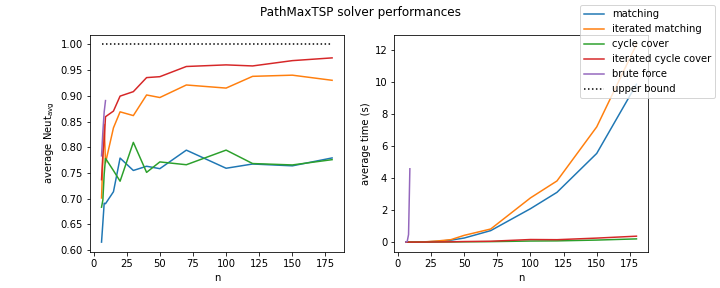 PathMaxTSP solver performances
matching
iterated matching
cycle cover
iterated cycle cover
brute force
upper bound
average Neut_avg
1.00
0.95
0.90
0.85
0.80
0.75
0.70
0.65
0.60
0 25 50 75 100 125 150 175
n
average time (s)
12
10
8
6
4
2
0
0 25 50 75 100 125 150 175
n